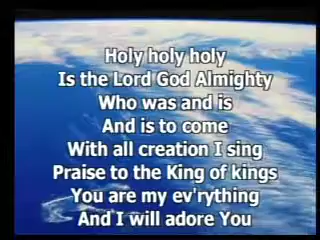 Holy holy holy
Is the Lord God Almighty
Who was and is
And is to come
With all creation I sing
Praise to the King of kings
You are my ev'rything
And I will adore You